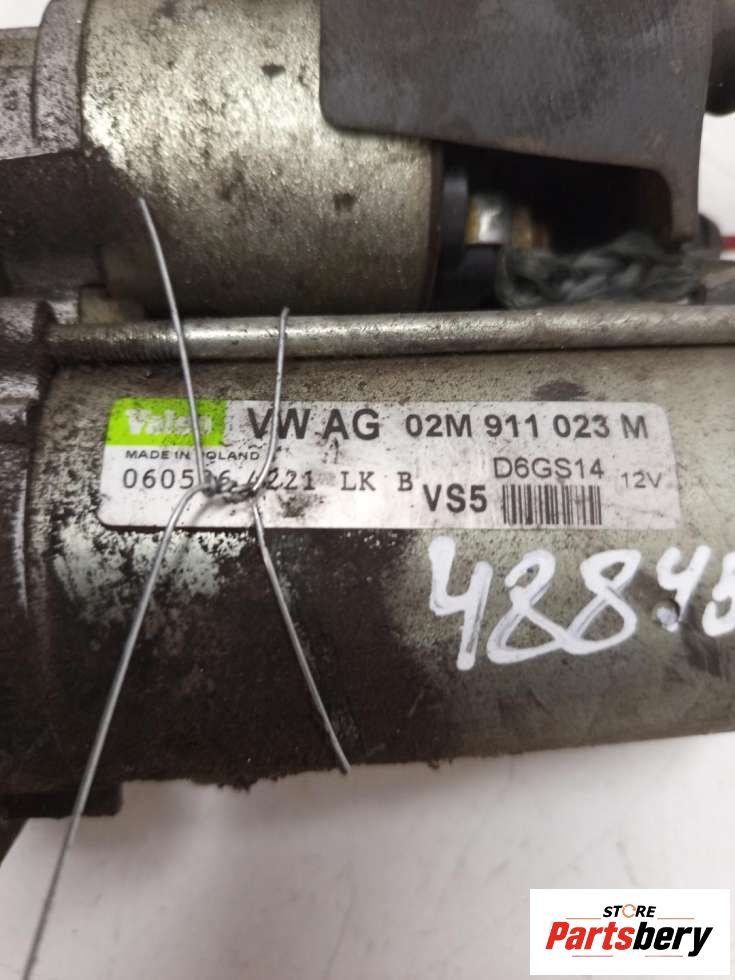 Valeo VW AG 02M 911 023 M
MADE IN POLAND
LK B VS5 D6GS14 12V
STORE
Partsbery